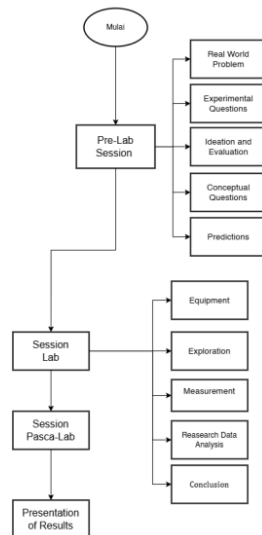 Mulai
Real World
Problem
Experimental
Questions
Pre-Lab
Session
Ideation and
Evaluation
Conceptual
Questions
Predictions
Equipment
Session
Lab
Exploration
Measurement
Session
Pasca-Lab
Reasearch Data
Analysis
Conclusion
Presentation
of Results